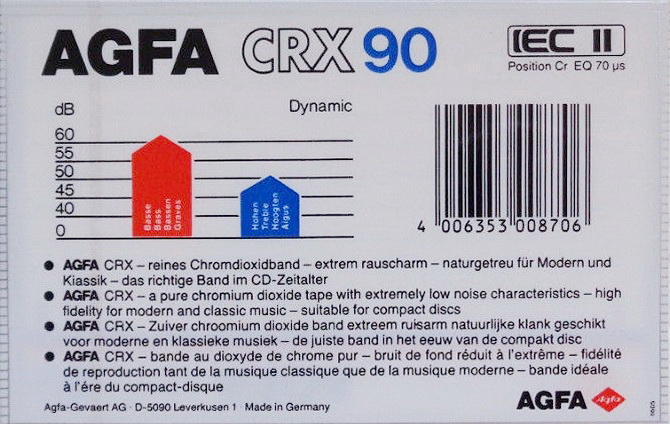 AGFA CRX 90
IEC II
Position Cr EQ 70 µs
dB
Dynamic
60
55
50
45
40
0
Basse
Bass
Bassen
Graves
Hohen
Treble
Hoogten
Aigus
4 006353 008706
● AGFA CRX – reines Chromdioxidband – extrem rauscharm – naturgetreu für Modern und
Klassik – das richtige Band im CD-Zeitalter
● AGFA CRX – a pure chromium dioxide tape with extremely low noise characteristics – high
fidelity for modern and classic music – suitable for compact discs
● AGFA CRX – Zuiver chroomium dioxide band extreem ruisarm natuurlijke klank geschikt
voor moderne en klassieke musiek – de juiste band in het eeuw van de compakt disc
● AGFA CRX – bande au dioxyde de chrome pur – bruit de fond réduit à l'extrême – fidélité
de reproduction tant de la musique classique que de la musique moderne – bande idéale
à l'ére du compact-disque
Agfa-Gevaert AG · D-5090 Leverkusen 1 · Made in Germany
AGFA Agfa